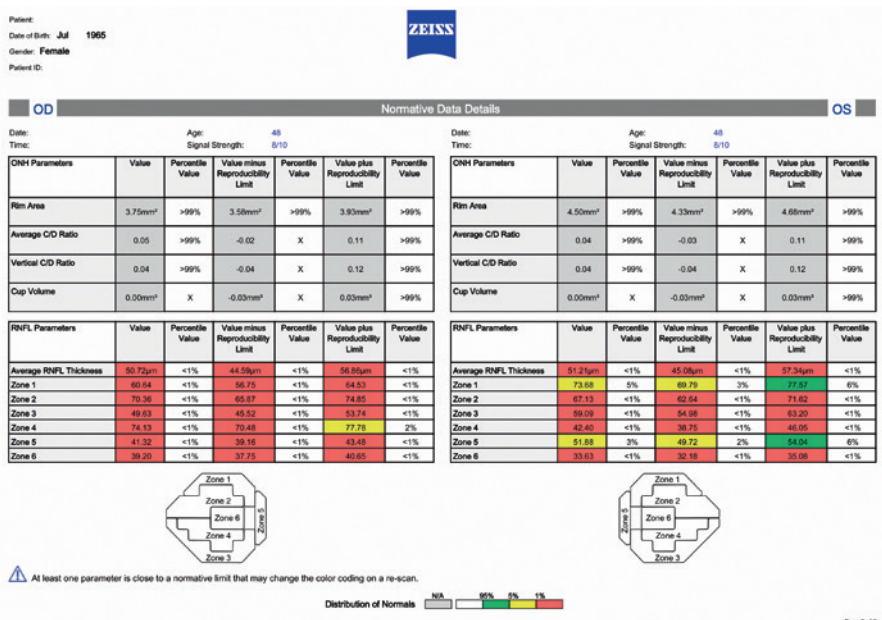 Patient:
ZEISS
Date of Birth: Jul 1965
Gender: Female
Patient ID:
OD Normative Data Details OS
Date: Age: 48 Date: Age: 48
Time: Signal Strength: 8/10 Time: Signal Strength: 8/10
ONH Parameters Value Percentile Value Value minus Reproducibility Limit Percentile Value Value plus Reproducibility Limit Percentile Value
Rim Area 3.75mm² >99% 3.58mm² >99% 3.93mm² >99%
Average C/D Ratio 0.05 >99% -0.02 X 0.11 >99%
Vertical C/D Ratio 0.04 >99% -0.04 X 0.12 >99%
Cup Volume 0.00mm³ X -0.03mm³ X 0.03mm³ >99%
ONH Parameters Value Percentile Value Value minus Reproducibility Limit Percentile Value Value plus Reproducibility Limit Percentile Value
Rim Area 4.50mm² >99% 4.33mm² >99% 4.68mm² >99%
Average C/D Ratio 0.04 >99% -0.03 X 0.11 >99%
Vertical C/D Ratio 0.04 >99% -0.04 X 0.12 >99%
Cup Volume 0.00mm³ X -0.03mm³ X 0.03mm³ >99%
RNFL Parameters Value Percentile Value Value minus Reproducibility Limit Percentile Value Value plus Reproducibility Limit Percentile Value
Average RNFL Thickness 50.72µm <1% 44.59µm <1% 56.86µm <1%
Zone 1 60.64 <1% 56.75 <1% 64.53 <1%
Zone 2 70.36 <1% 65.87 <1% 74.85 <1%
Zone 3 49.63 <1% 45.52 <1% 53.74 <1%
Zone 4 74.13 <1% 70.48 <1% 77.78 2%
Zone 5 41.32 <1% 39.16 <1% 43.48 <1%
Zone 6 39.20 <1% 37.75 <1% 40.65 <1%
RNFL Parameters Value Percentile Value Value minus Reproducibility Limit Percentile Value Value plus Reproducibility Limit Percentile Value
Average RNFL Thickness 51.21µm <1% 45.08µm <1% 57.34µm <1%
Zone 1 73.68 5% 69.79 3% 77.57 6%
Zone 2 67.13 <1% 62.64 <1% 71.62 <1%
Zone 3 59.09 <1% 54.98 <1% 63.20 <1%
Zone 4 42.40 <1% 38.75 <1% 46.05 <1%
Zone 5 51.88 3% 49.72 2% 54.04 6%
Zone 6 33.63 <1% 32.18 <1% 35.08 <1%
Zone 1
Zone 2
Zone 6
Zone 5
Zone 4
Zone 3
Zone 1
Zone 2
Zone 5
Zone 6
Zone 4
Zone 3
At least one parameter is close to a normative limit that may change the color coding on a re-scan.
N/A 95% 5% 1%
Distribution of Normals